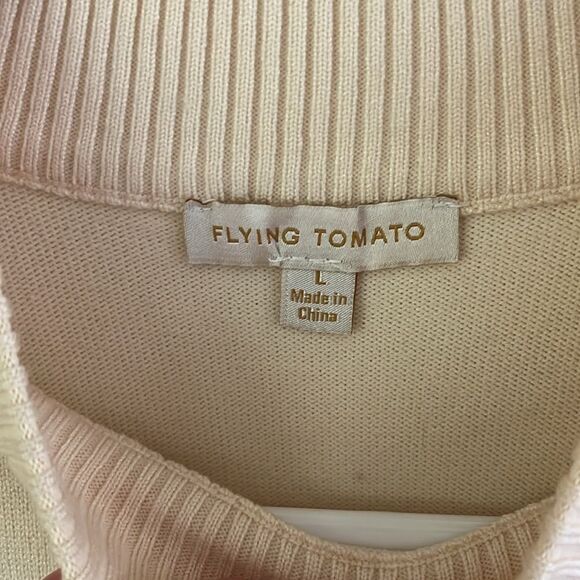 FLYING TOMATO
L
Made in
China